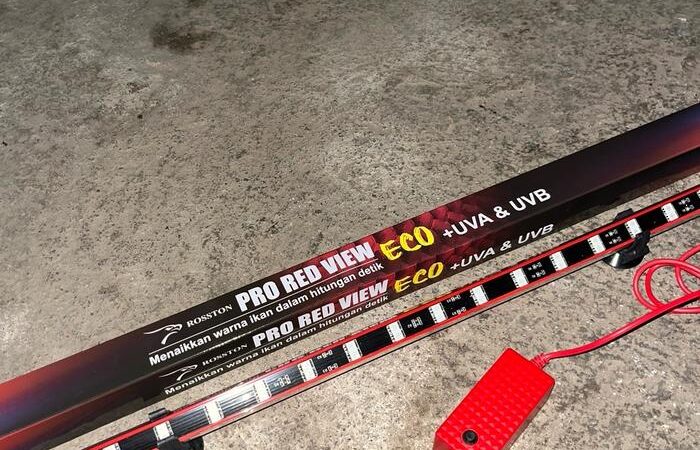 ROSSTON PRO RED VIEW ECO +UVA & UVB
Menaikkan warna ikan dalam hitungan detik
ROSSTON PRO RED VIEW ECO +UVA & UVB
Menaikkan warna ikan dalam hitungan detik